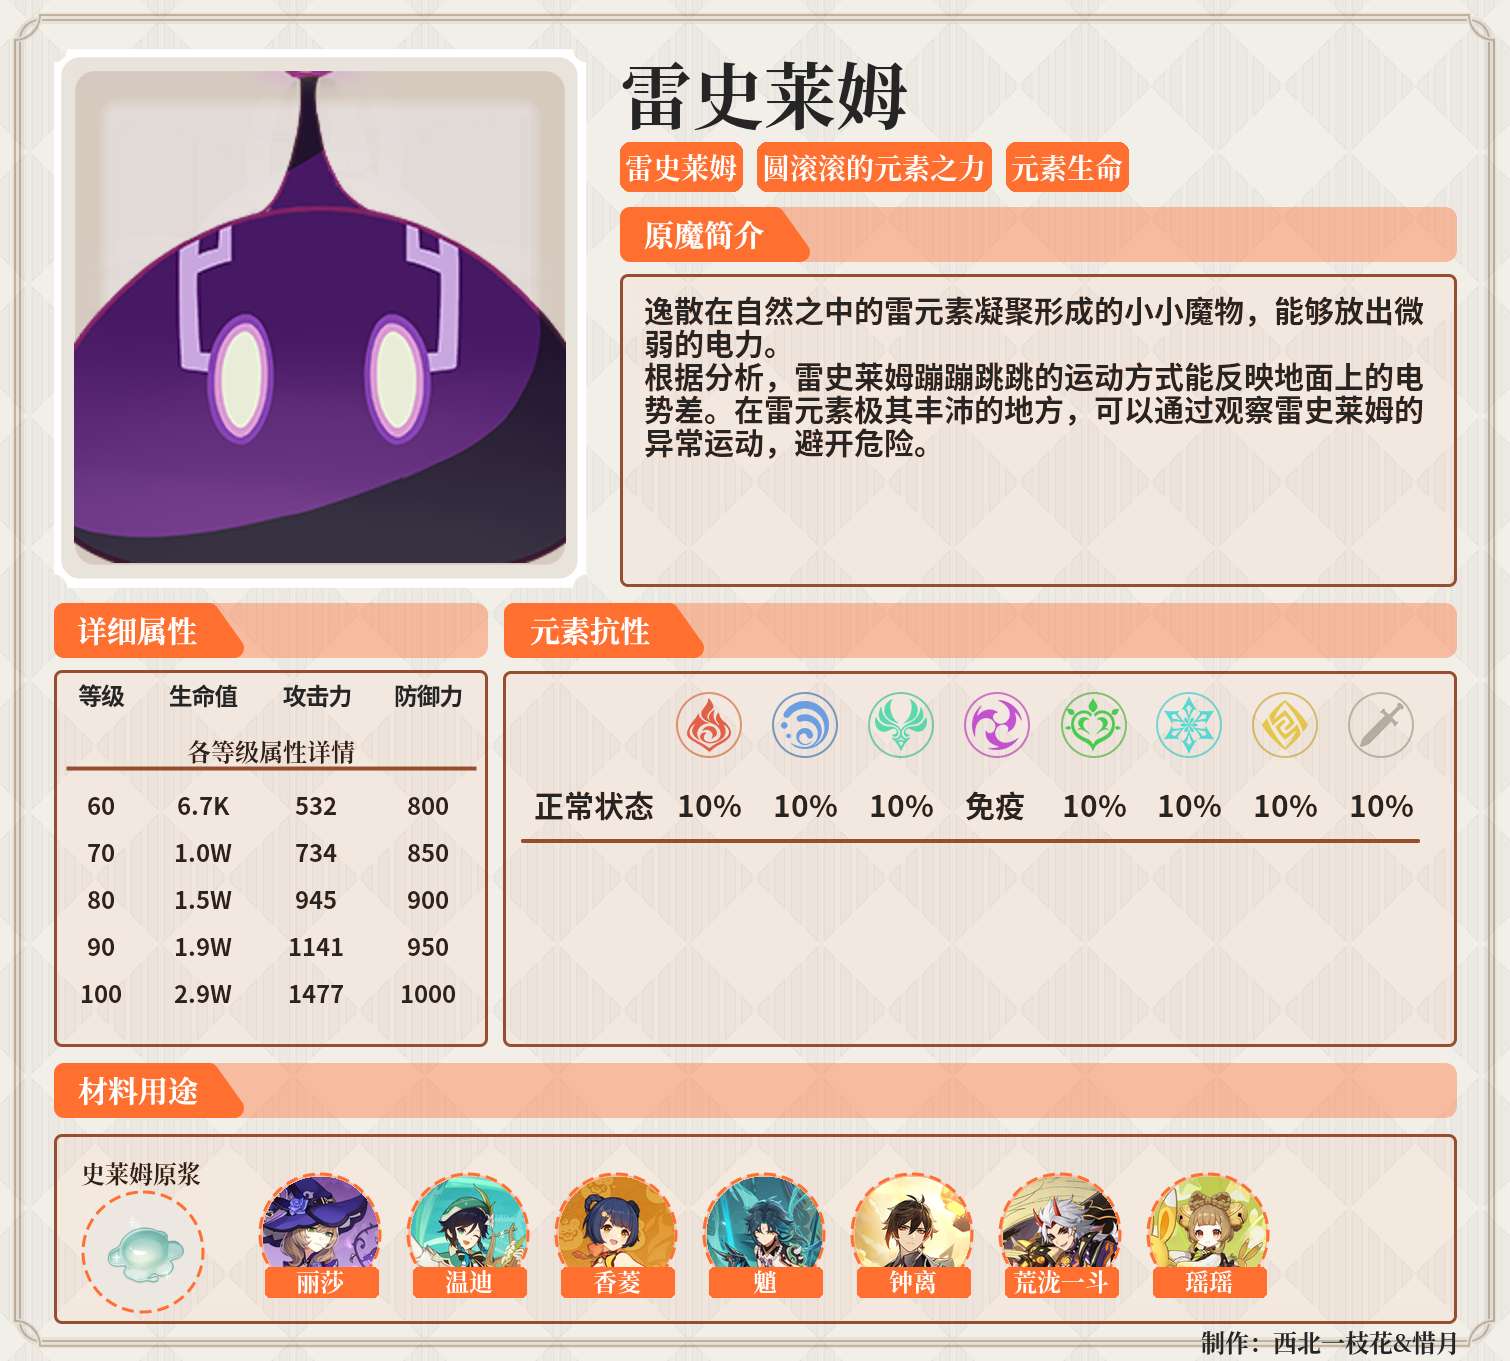 雷史莱姆
雷史莱姆 圆滚滚的元素之力 元素生命
原魔简介
逸散在自然之中的雷元素凝聚形成的小小魔物，能够放出微
弱的电力。
根据分析，雷史莱姆蹦蹦跳跳的运动方式能反映地面上的电
势差。在雷元素极其丰沛的地方，可以通过观察雷史莱姆的
异常运动，避开危险。
详细属性
等级 生命值 攻击力 防御力
各等级属性详情
60 6.7K 532 800
70 1.0W 734 850
80 1.5W 945 900
90 1.9W 1141 950
100 2.9W 1477 1000
元素抗性
正常状态 10% 10% 10% 免疫 10% 10% 10% 10%
材料用途
史莱姆原浆
丽莎 温迪 香菱 魈 钟离 荒泷一斗 瑶瑶
制作：西北一枝花&惜月